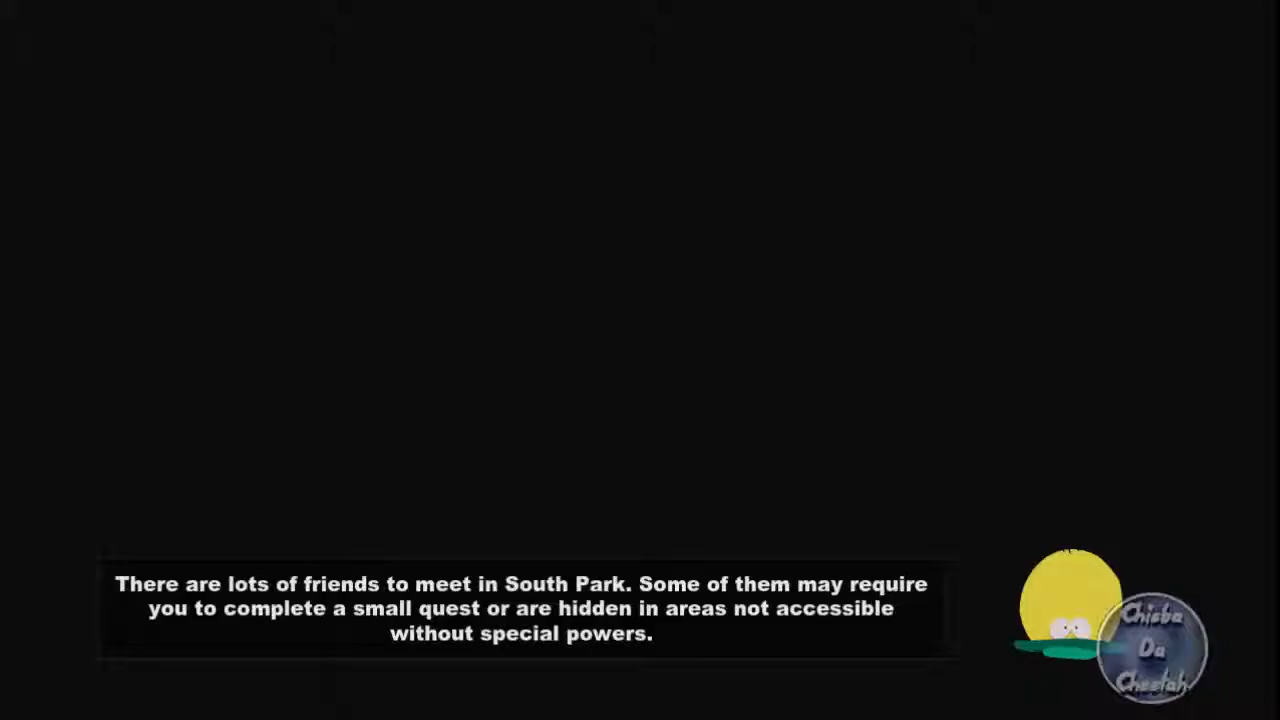 There are lots of friends to meet in South Park. Some of them may require
you to complete a small quest or are hidden in areas not accessible
without special powers.
Chisba
Da
Cheetah